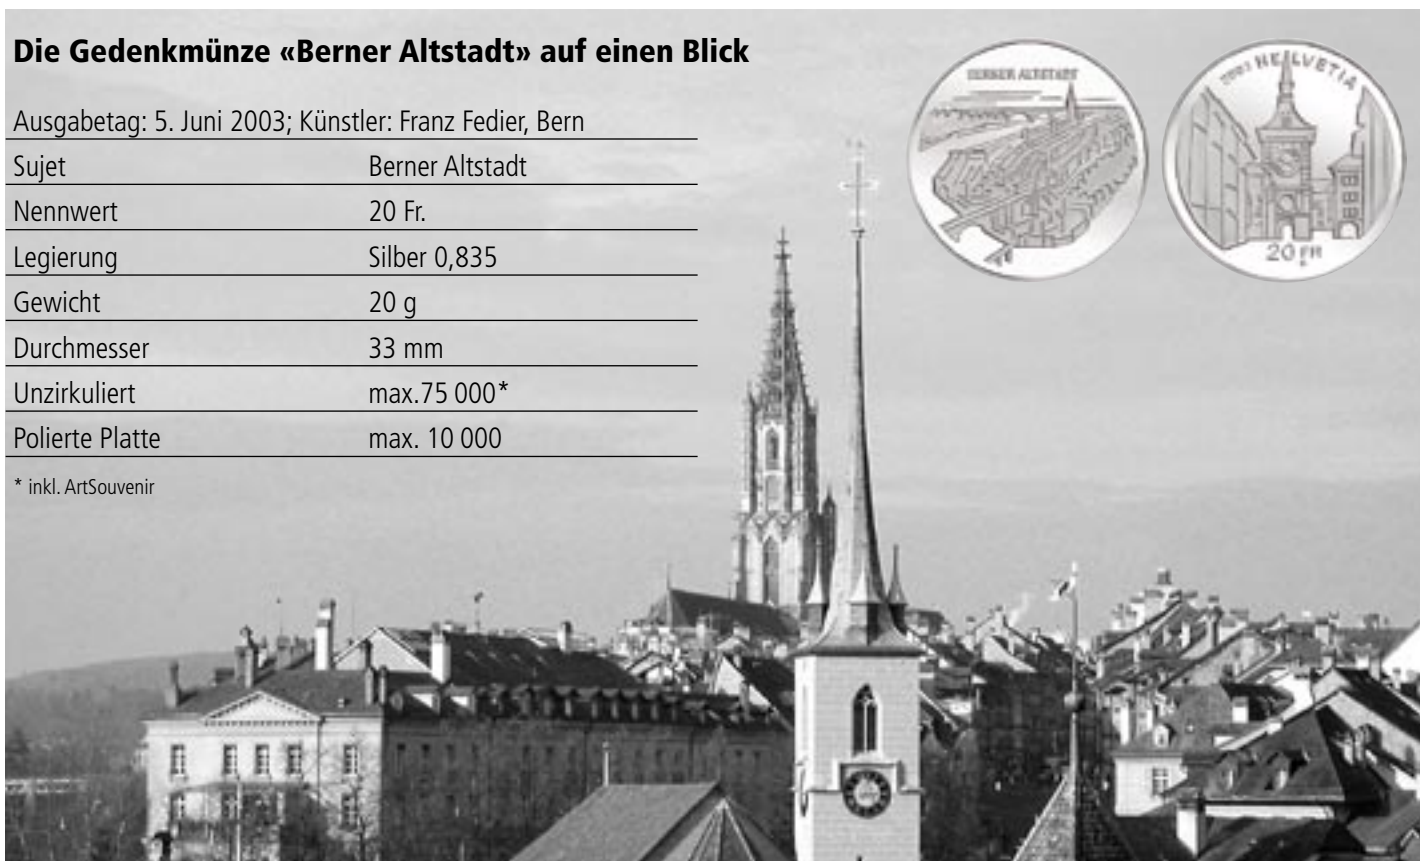 Die Gedenkmünze «Berner Altstadt» auf einen Blick
Ausgabetag: 5. Juni 2003; Künstler: Franz Fedier, Bern
Sujet Berner Altstadt
Nennwert 20 Fr.
Legierung Silber 0,835
Gewicht 20 g
Durchmesser 33 mm
Unzirkuliert max.75 000*
Polierte Platte max. 10 000
* inkl. ArtSouvenir
BERNER ALTSTADT
2003 HELVETIA
20 FR